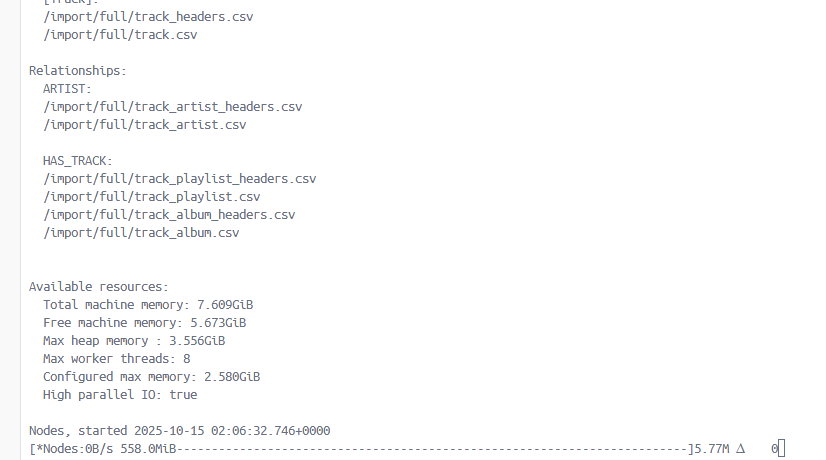 [Track]:
/import/full/track_headers.csv
/import/full/track.csv
Relationships:
ARTIST:
/import/full/track_artist_headers.csv
/import/full/track_artist.csv
HAS_TRACK:
/import/full/track_playlist_headers.csv
/import/full/track_playlist.csv
/import/full/track_album_headers.csv
/import/full/track_album.csv
Available resources:
Total machine memory: 7.609GiB
Free machine memory: 5.673GiB
Max heap memory : 3.556GiB
Max worker threads: 8
Configured max memory: 2.580GiB
High parallel IO: true
Nodes, started 2025-10-15 02:06:32.746+0000
[*Nodes:0B/s 558.0MiB-------------------------------------------------------------------------]5.77M ∆    0